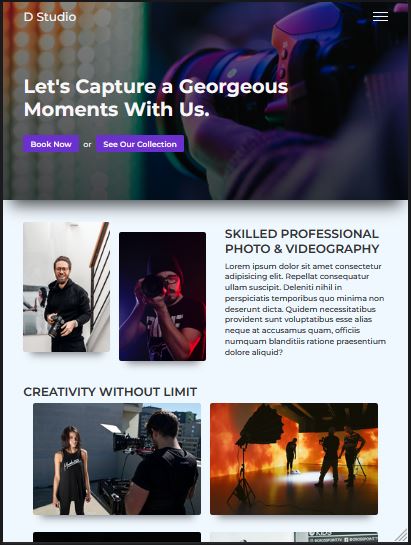 D Studio
Let's Capture a Georgeous
Moments With Us.
Book Now or See Our Collection
SKILLED PROFESSIONAL
PHOTO & VIDEOGRAPHY
Lorem ipsum dolor sit amet consectetur
adipisicing elit. Repellat consequatur
ullam suscipit. Deleniti nihil in
perspiciatis temporibus quo minima non
deserunt dicta. Quidem necessitatibus
provident sunt voluptatibus esse alias
neque at accusamus quam, officiis
numquam blanditiis ratione praesentium
dolore aliquid?
CREATIVITY WITHOUT LIMIT